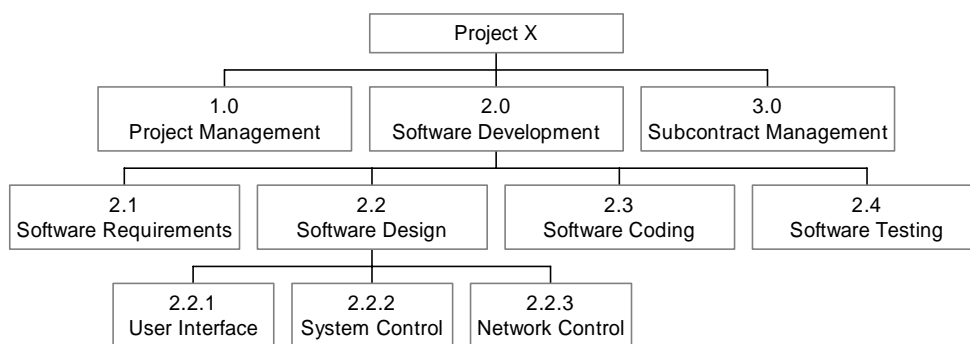 Project X
1.0
Project Management
2.0
Software Development
3.0
Subcontract Management
2.1
Software Requirements
2.2
Software Design
2.3
Software Coding
2.4
Software Testing
2.2.1
User Interface
2.2.2
System Control
2.2.3
Network Control